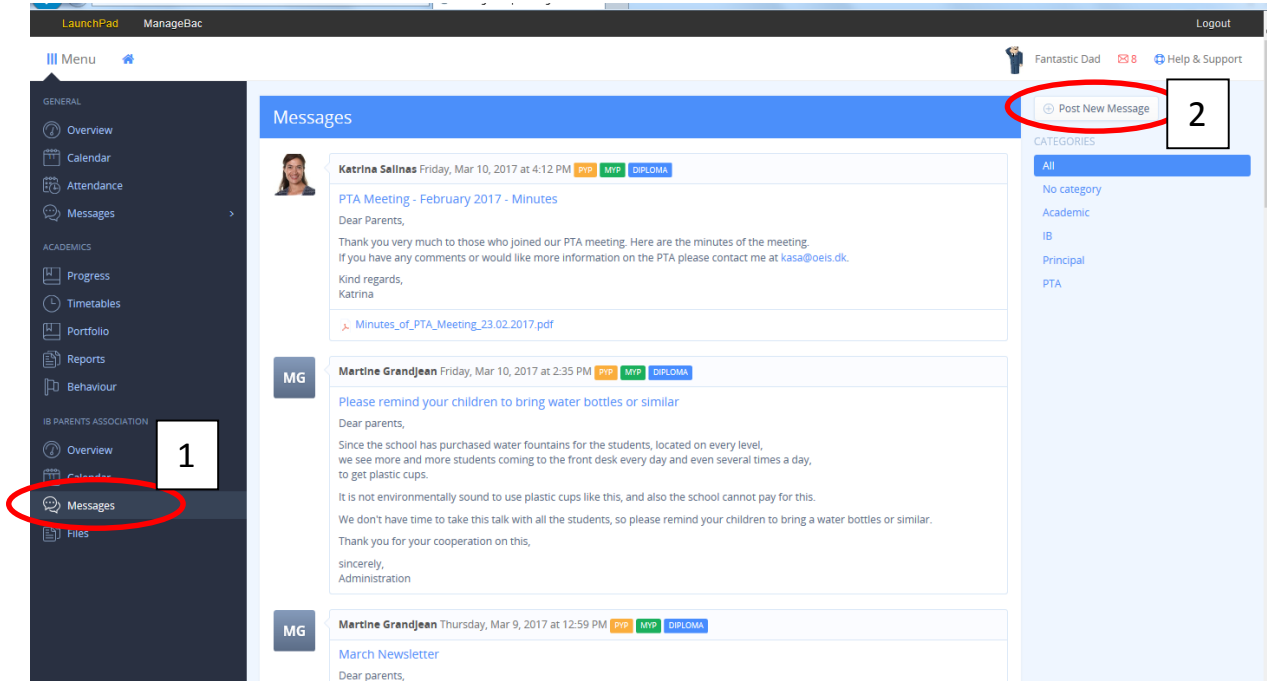 LaunchPad ManageBac Logout
Menu Fantastic Dad 8 Help & Support
GENERAL
Overview
Calendar
Attendance
Messages
ACADEMICS
Progress
Timetables
Portfolio
Reports
Behaviour
IB PARENTS ASSOCIATION
Overview
1
Calendar
Messages
Files
Messages
Katrina Salinas Friday, Mar 10, 2017 at 4:12 PM PYP MYP DIPLOMA
PTA Meeting - February 2017 - Minutes
Dear Parents,
Thank you very much to those who joined our PTA meeting. Here are the minutes of the meeting.
If you have any comments or would like more information on the PTA please contact me at kasa@oeis.dk.
Kind regards,
Katrina
Minutes_of_PTA_Meeting_23.02.2017.pdf
MG
Martine Grandjean Friday, Mar 10, 2017 at 2:35 PM PYP MYP DIPLOMA
Please remind your children to bring water bottles or similar
Dear parents,
Since the school has purchased water fountains for the students, located on every level,
we see more and more students coming to the front desk every day and even several times a day,
to get plastic cups.
It is not environmentally sound to use plastic cups like this, and also the school cannot pay for this.
We don't have time to take this talk with all the students, so please remind your children to bring a water bottles or similar.
Thank you for your cooperation on this,
sincerely,
Administration
MG
Martine Grandjean Thursday, Mar 9, 2017 at 12:59 PM PYP MYP DIPLOMA
March Newsletter
Dear parents,
Post New Message
2
CATEGORIES
All
No category
Academic
IB
Principal
PTA